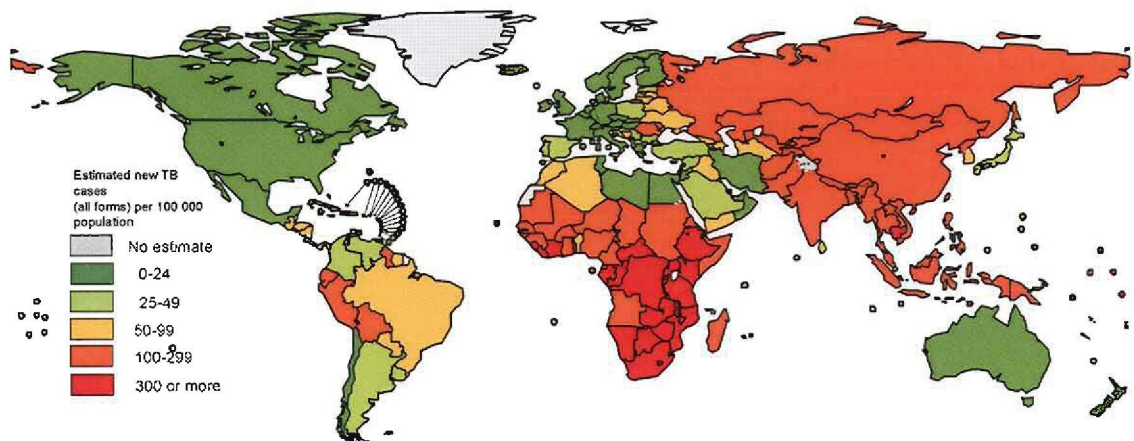 Estimated new TB
cases
(all forms) per 100 000
population
No estimate
0-24
25-49
50-99
100-299
300 or more